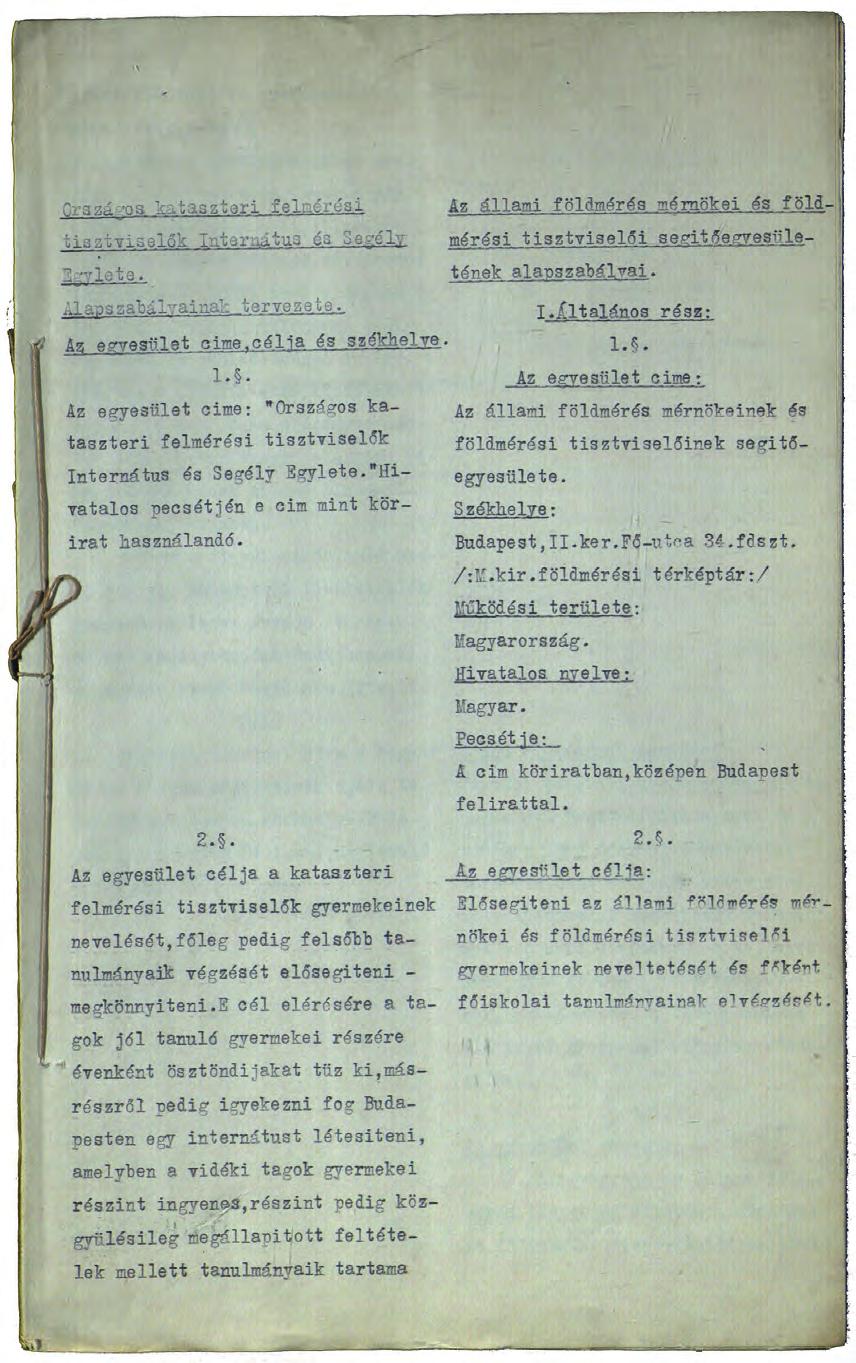 Országos kataszteri felmérési
tisztviselők Internátus és Segély
Egylete.
Alapszabályainak tervezete.
Az egyesület cime,célja és székhelye.
1.§.
Az egyesület cime: "Országos ka-
taszteri felmérési tisztviselők
Internátus és Segély Egylete."Hi-
vatalos pecsétjén e cim mint kör-
irat használandó.
2.§.
Az egyesület célja a kataszteri
felmérési tisztviselők gyermekeinek
nevelését,főleg pedig felsőbb ta-
nulmányaik végzését elősegiteni -
megkönnyiteni.E cél elérésére a ta-
gok jól tanuló gyermekei részére
évenként ösztöndijakat tüz ki,más-
részről pedig igyekezni fog Buda-
pesten egy internátust létesiteni,
amelyben a vidéki tagok gyermekei
részint ingyenes,részint pedig köz-
gyülésileg megállapitott feltéte-
lek mellett tanulmányaik tartama
Az állami földmérés mérnökei és föld-
mérési tisztviselői segitőegyesüle-
tének alapszabályai.
I.Általános rész:
1.§.
Az egyesület cime:
Az állami földmérés mérnökeinek és
földmérési tisztviselőinek segitő-
egyesülete.
Székhelye:
Budapest,II.ker.Fő-utca 34.fdszt.
/:M.kir.földmérési térképtár:/
Működési területe:
Magyarország.
Hivatalos nyelve:
Magyar.
Pecsétje:
A cim köriratban,középen Budapest
felirattal.
2.§.
Az egyesület célja:
Elősegiteni az állami földmérés mér-
nökei és földmérési tisztviselői
gyermekeinek neveltetését és főként
főiskolai tanulmányainak elvégzését.